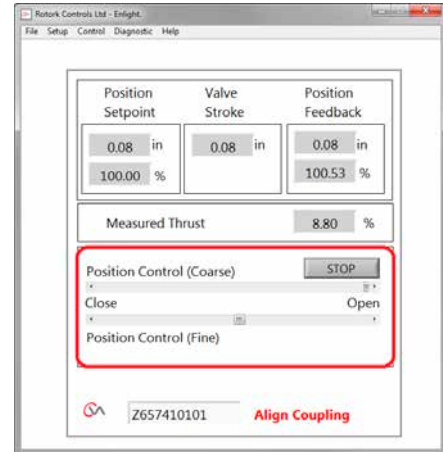 Rotork Controls Ltd - Enlight.
File Setup Control Diagnostic Help
Position Setpoint
Valve Stroke
Position Feedback
0.08 in
0.08 in
0.08 in
100.00 %
100.53 %
Measured Thrust 8.80 %
Position Control (Coarse) STOP
Close Open
Position Control (Fine)
Z657410101 Align Coupling